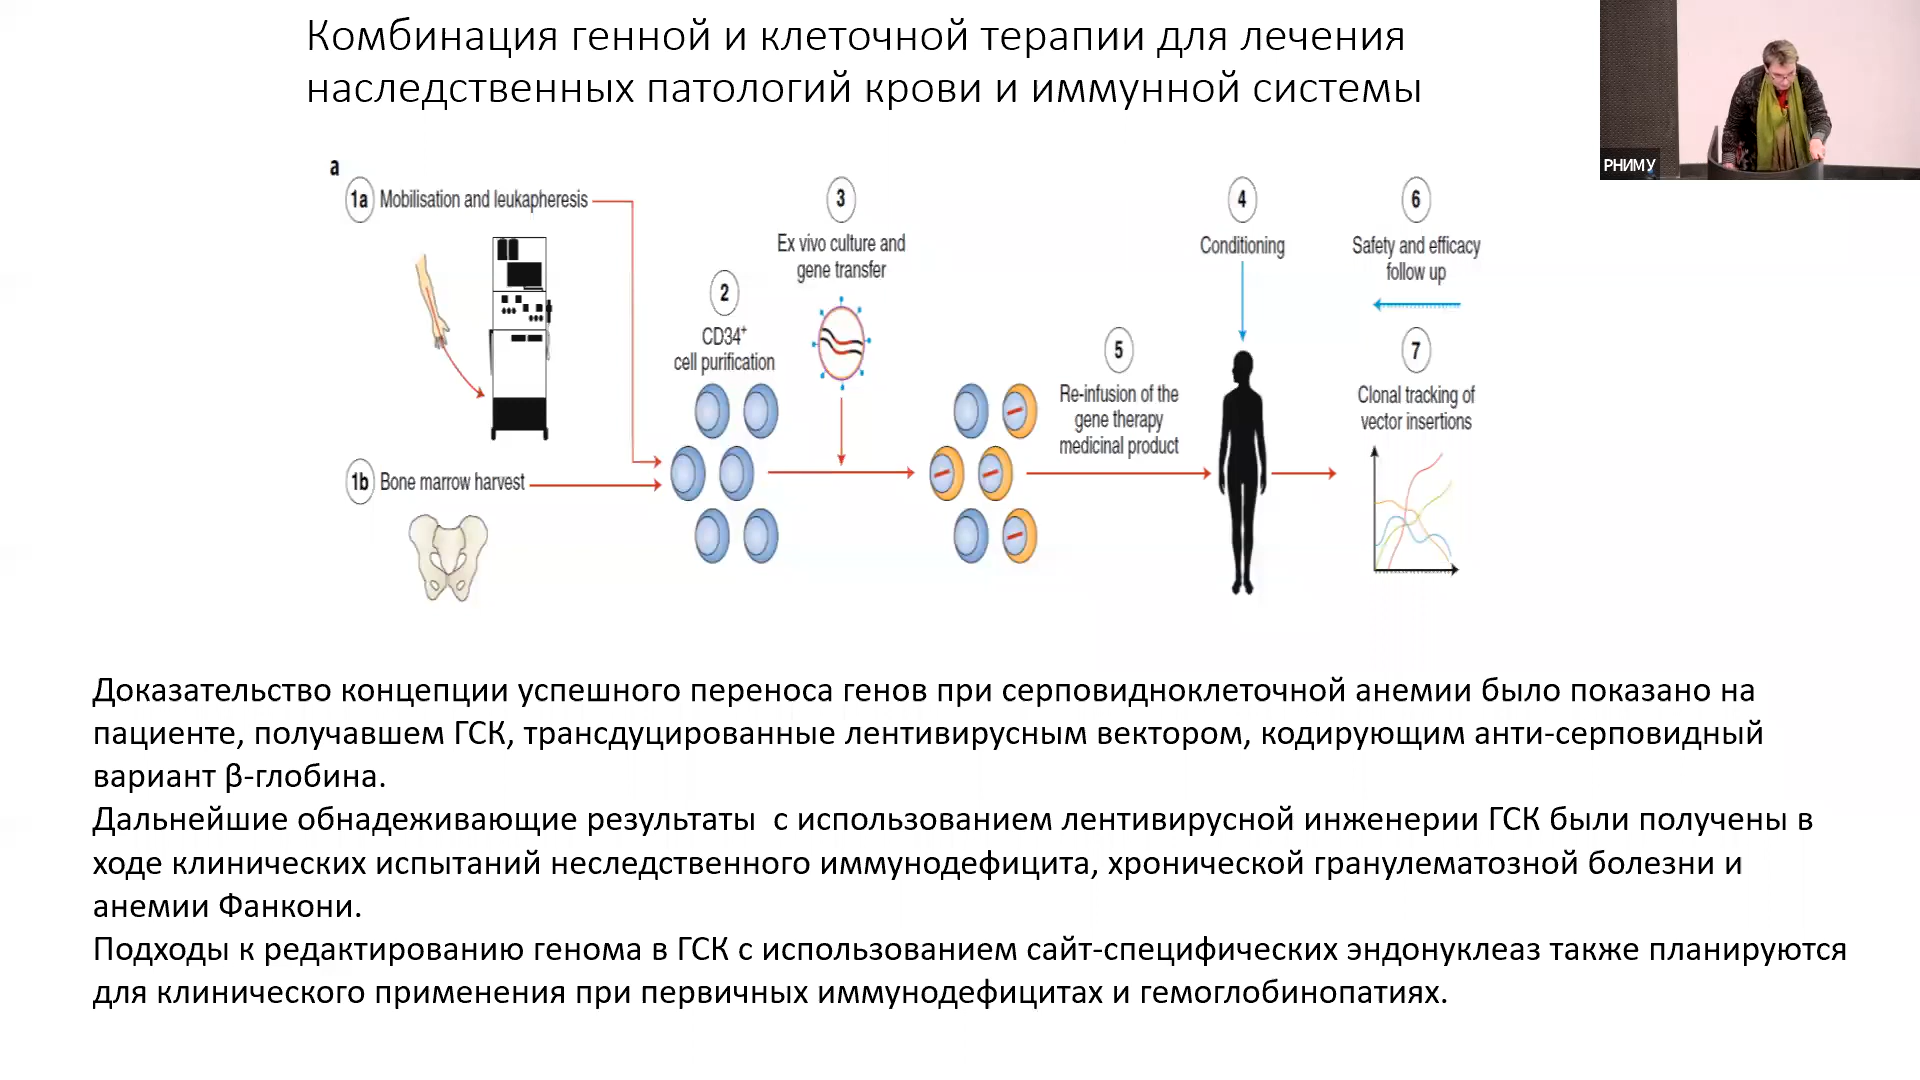 Комбинация генной и клеточной терапии для лечения
наследственных патологий крови и иммунной системы
РНИМУ
a
1a Mobilisation and leukapheresis
1b Bone marrow harvest
2
CD34+
cell purification
3
Ex vivo culture and
gene transfer
5
Re-infusion of the
gene therapy
medicinal product
4
Conditioning
6
Safety and efficacy
follow up
7
Clonal tracking of
vector insertions
Доказательство концепции успешного переноса генов при серповидноклеточной анемии было показано на
пациенте, получавшем ГСК, трансдуцированные лентивирусным вектором, кодирующим анти-серповидный
вариант β-глобина.
Дальнейшие обнадеживающие результаты  с использованием лентивирусной инженерии ГСК были получены в
ходе клинических испытаний неследственного иммунодефицита, хронической гранулематозной болезни и
анемии Фанкони.
Подходы к редактированию генома в ГСК с использованием сайт-специфических эндонуклеаз также планируются
для клинического применения при первичных иммунодефицитах и гемоглобинопатиях.